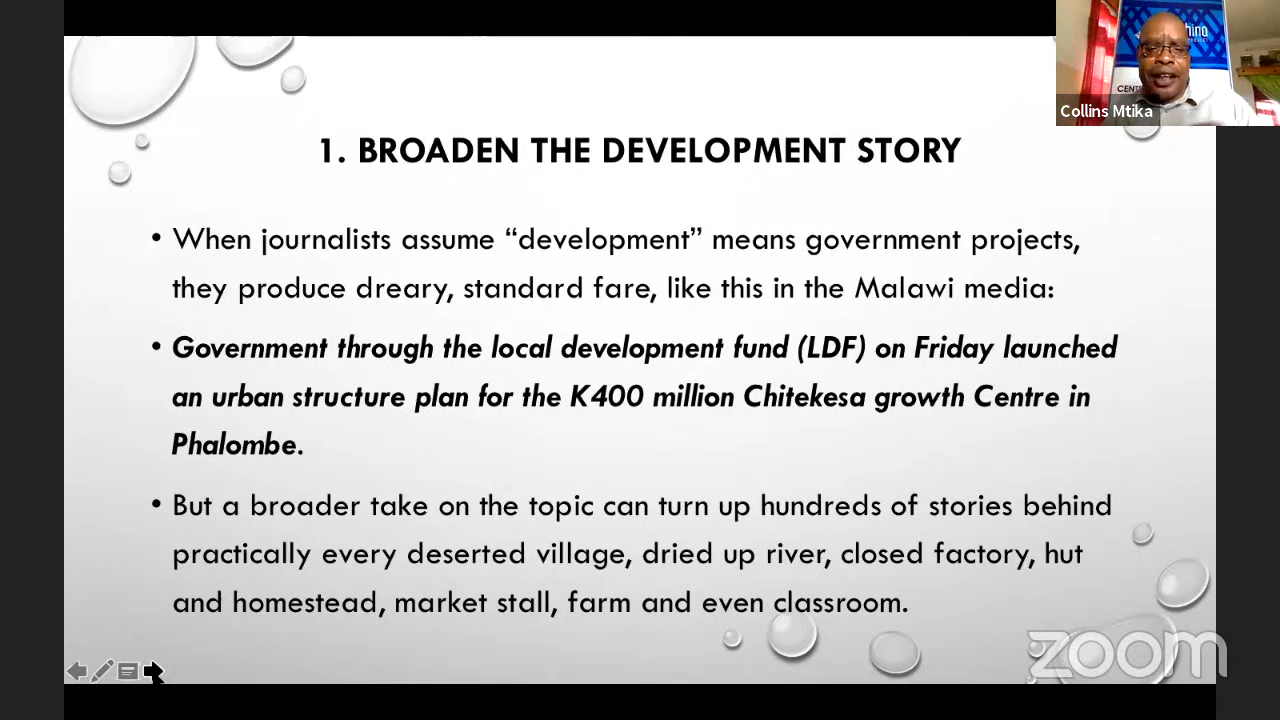 1. BROADEN THE DEVELOPMENT STORY
• When journalists assume “development” means government projects,
they produce dreary, standard fare, like this in the Malawi media:
• Government through the local development fund (LDF) on Friday launched
an urban structure plan for the K400 million Chitekesa growth Centre in
Phalombe.
• But a broader take on the topic can turn up hundreds of stories behind
practically every deserted village, dried up river, closed factory, hut
and homestead, market stall, farm and even classroom.
Collins Mtika
zoom